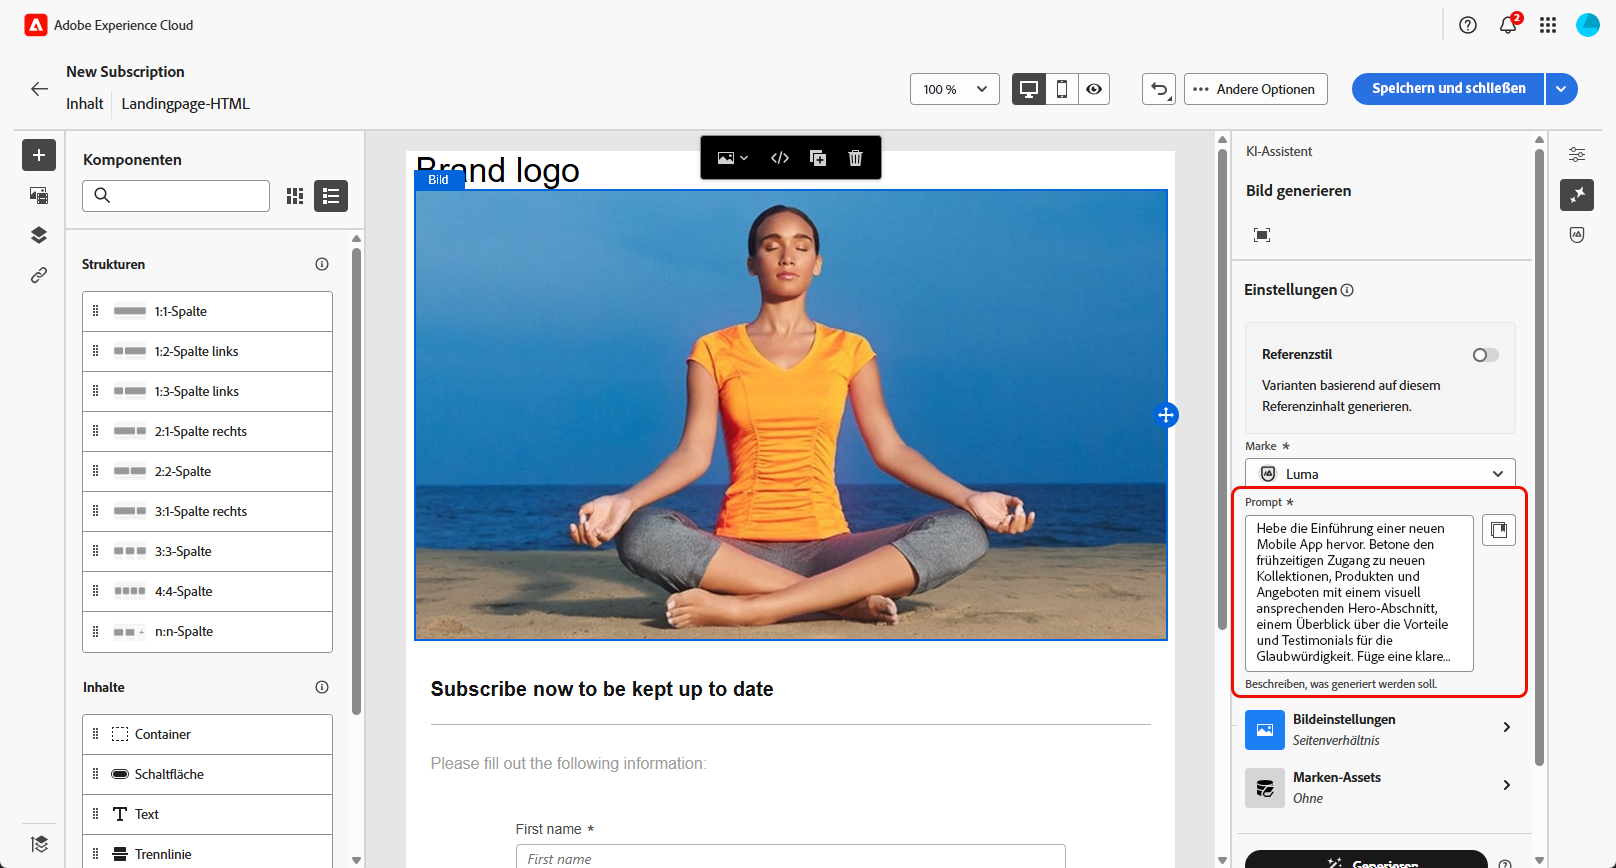 Adobe Experience Cloud
2
New Subscription
Inhalt
Landingpage-HTML
100 %
Andere Optionen
Speichern und schließen
Komponenten
Strukturen
1:1-Spalte
1:2-Spalte links
1:3-Spalte links
2:1-Spalte rechts
2:2-Spalte
3:1-Spalte rechts
3:3-Spalte
4:4-Spalte
n:n-Spalte
Inhalte
Container
Schaltfläche
Text
Trennlinie
Brand logo
Bild
Subscribe now to be kept up to date
Please fill out the following information:
First name *
First name
KI-Assistent
Bild generieren
Einstellungen
Referenzstil
Varianten basierend auf diesem
Referenzinhalt generieren.
Marke *
Luma
Prompt *
Hebe die Einführung einer neuen
Mobile App hervor. Betone den
frühzeitigen Zugang zu neuen
Kollektionen, Produkten und
Angeboten mit einem visuell
ansprechenden Hero-Abschnitt,
einem Überblick über die Vorteile
und Testimonials für die
Glaubwürdigkeit. Füge eine klare...
Beschreiben, was generiert werden soll.
Bildeinstellungen
Seitenverhältnis
Marken-Assets
Ohne
Generieren